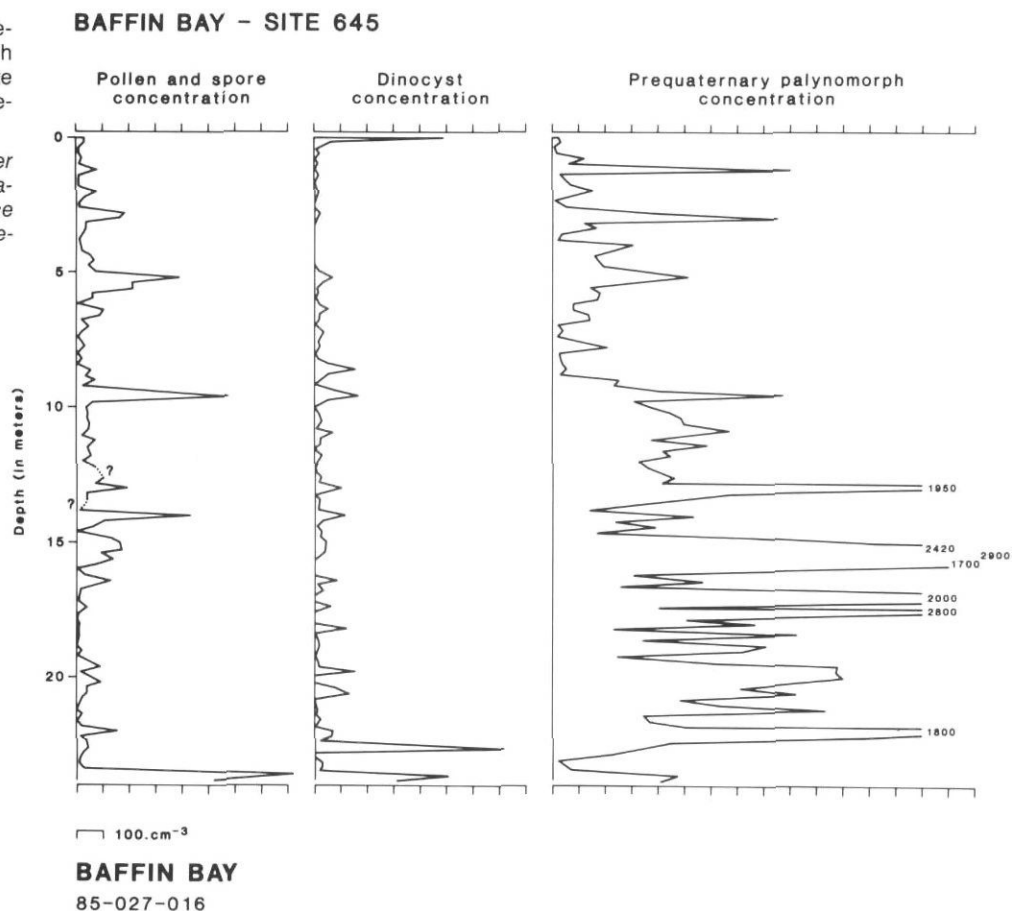 e-
h
e-
BAFFIN BAY – SITE 645
Pollen and spore
concentration
Dinocyst
concentration
Prequaternary palynomorph
concentration
er
a-
e-
Depth (in meters)
0
5
10
15
20
?
?
1950
2420
1700
2900
2000
2800
1800
100.cm⁻³
BAFFIN BAY
85-027-016